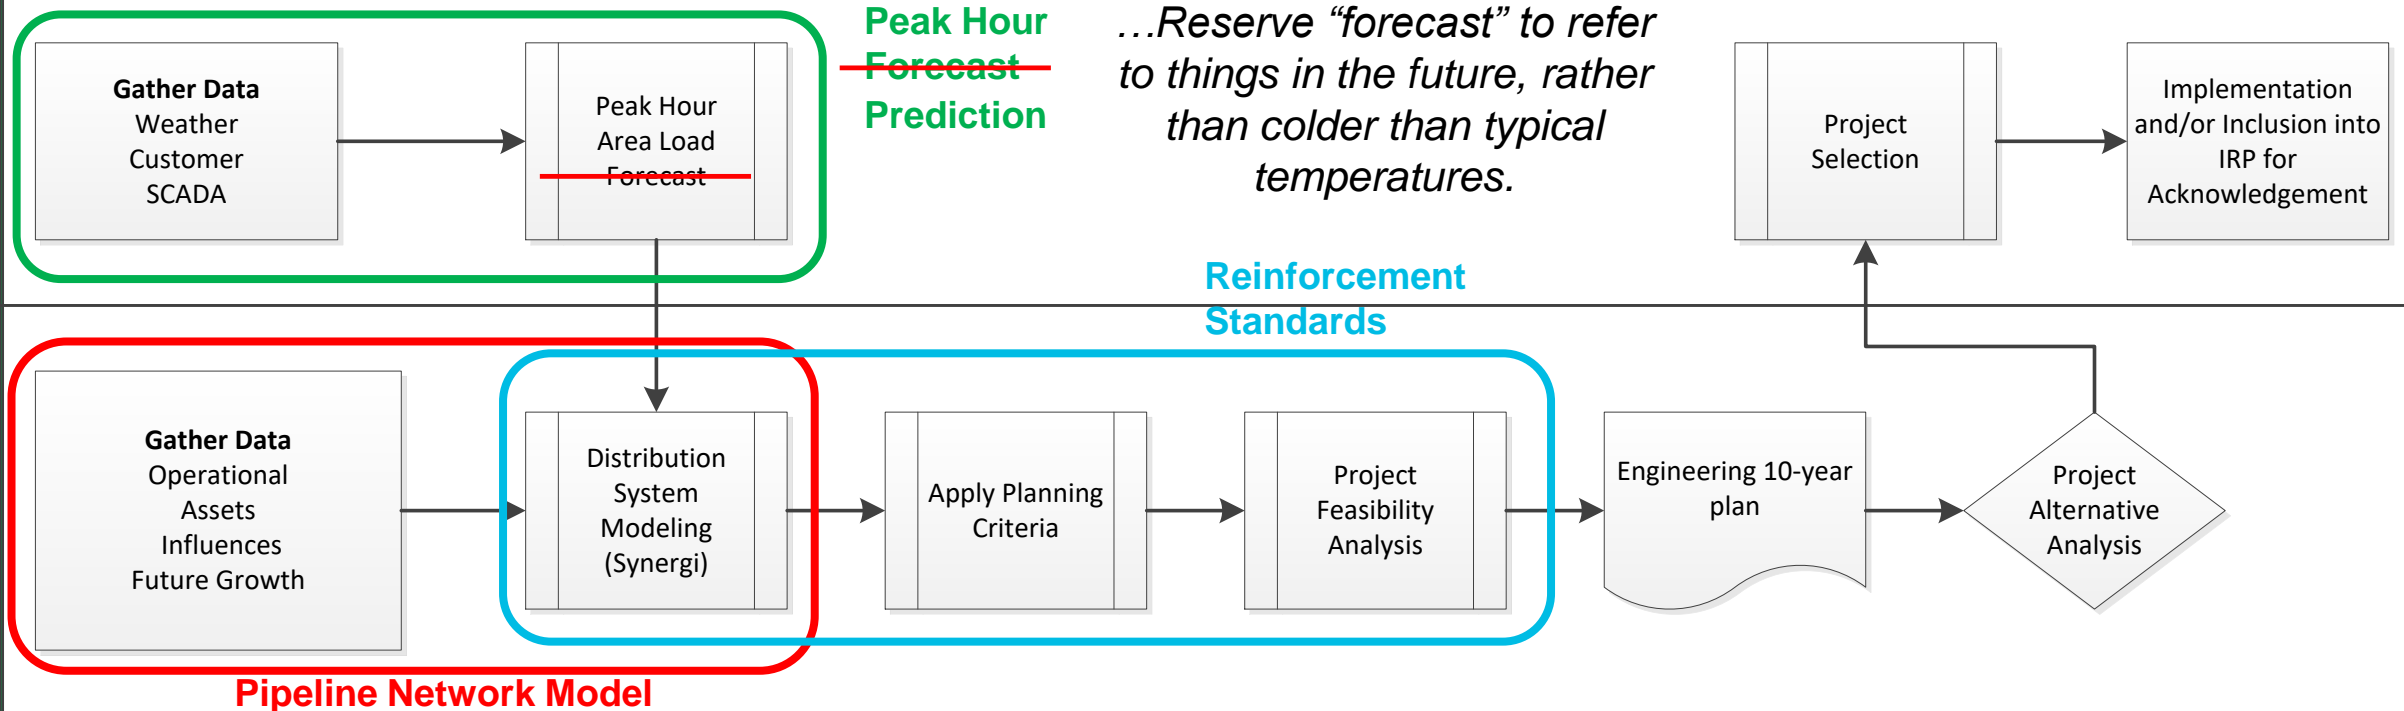 Gather Data
Weather
Customer
SCADA
Peak Hour
Area Load
Forecast
Peak Hour
Forecast
Prediction
…Reserve “forecast” to refer
to things in the future, rather
than colder than typical
temperatures.
Project
Selection
Implementation
and/or Inclusion into
IRP for
Acknowledgement
Reinforcement
Standards
Gather Data
Operational
Assets
Influences
Future Growth
Distribution
System
Modeling
(Synergi)
Apply Planning
Criteria
Project
Feasibility
Analysis
Engineering 10-year
plan
Project
Alternative
Analysis
Pipeline Network Model